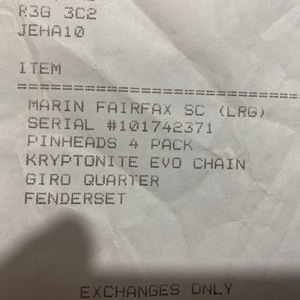 R3G 3C2
JEHA10
ITEM
================================
MARIN FAIRFAX SC (LRG)
SERIAL #101742371
PINHEADS 4 PACK
KRYPTONITE EVO CHAIN
GIRO QUARTER
FENDERSET
EXCHANGES ONLY